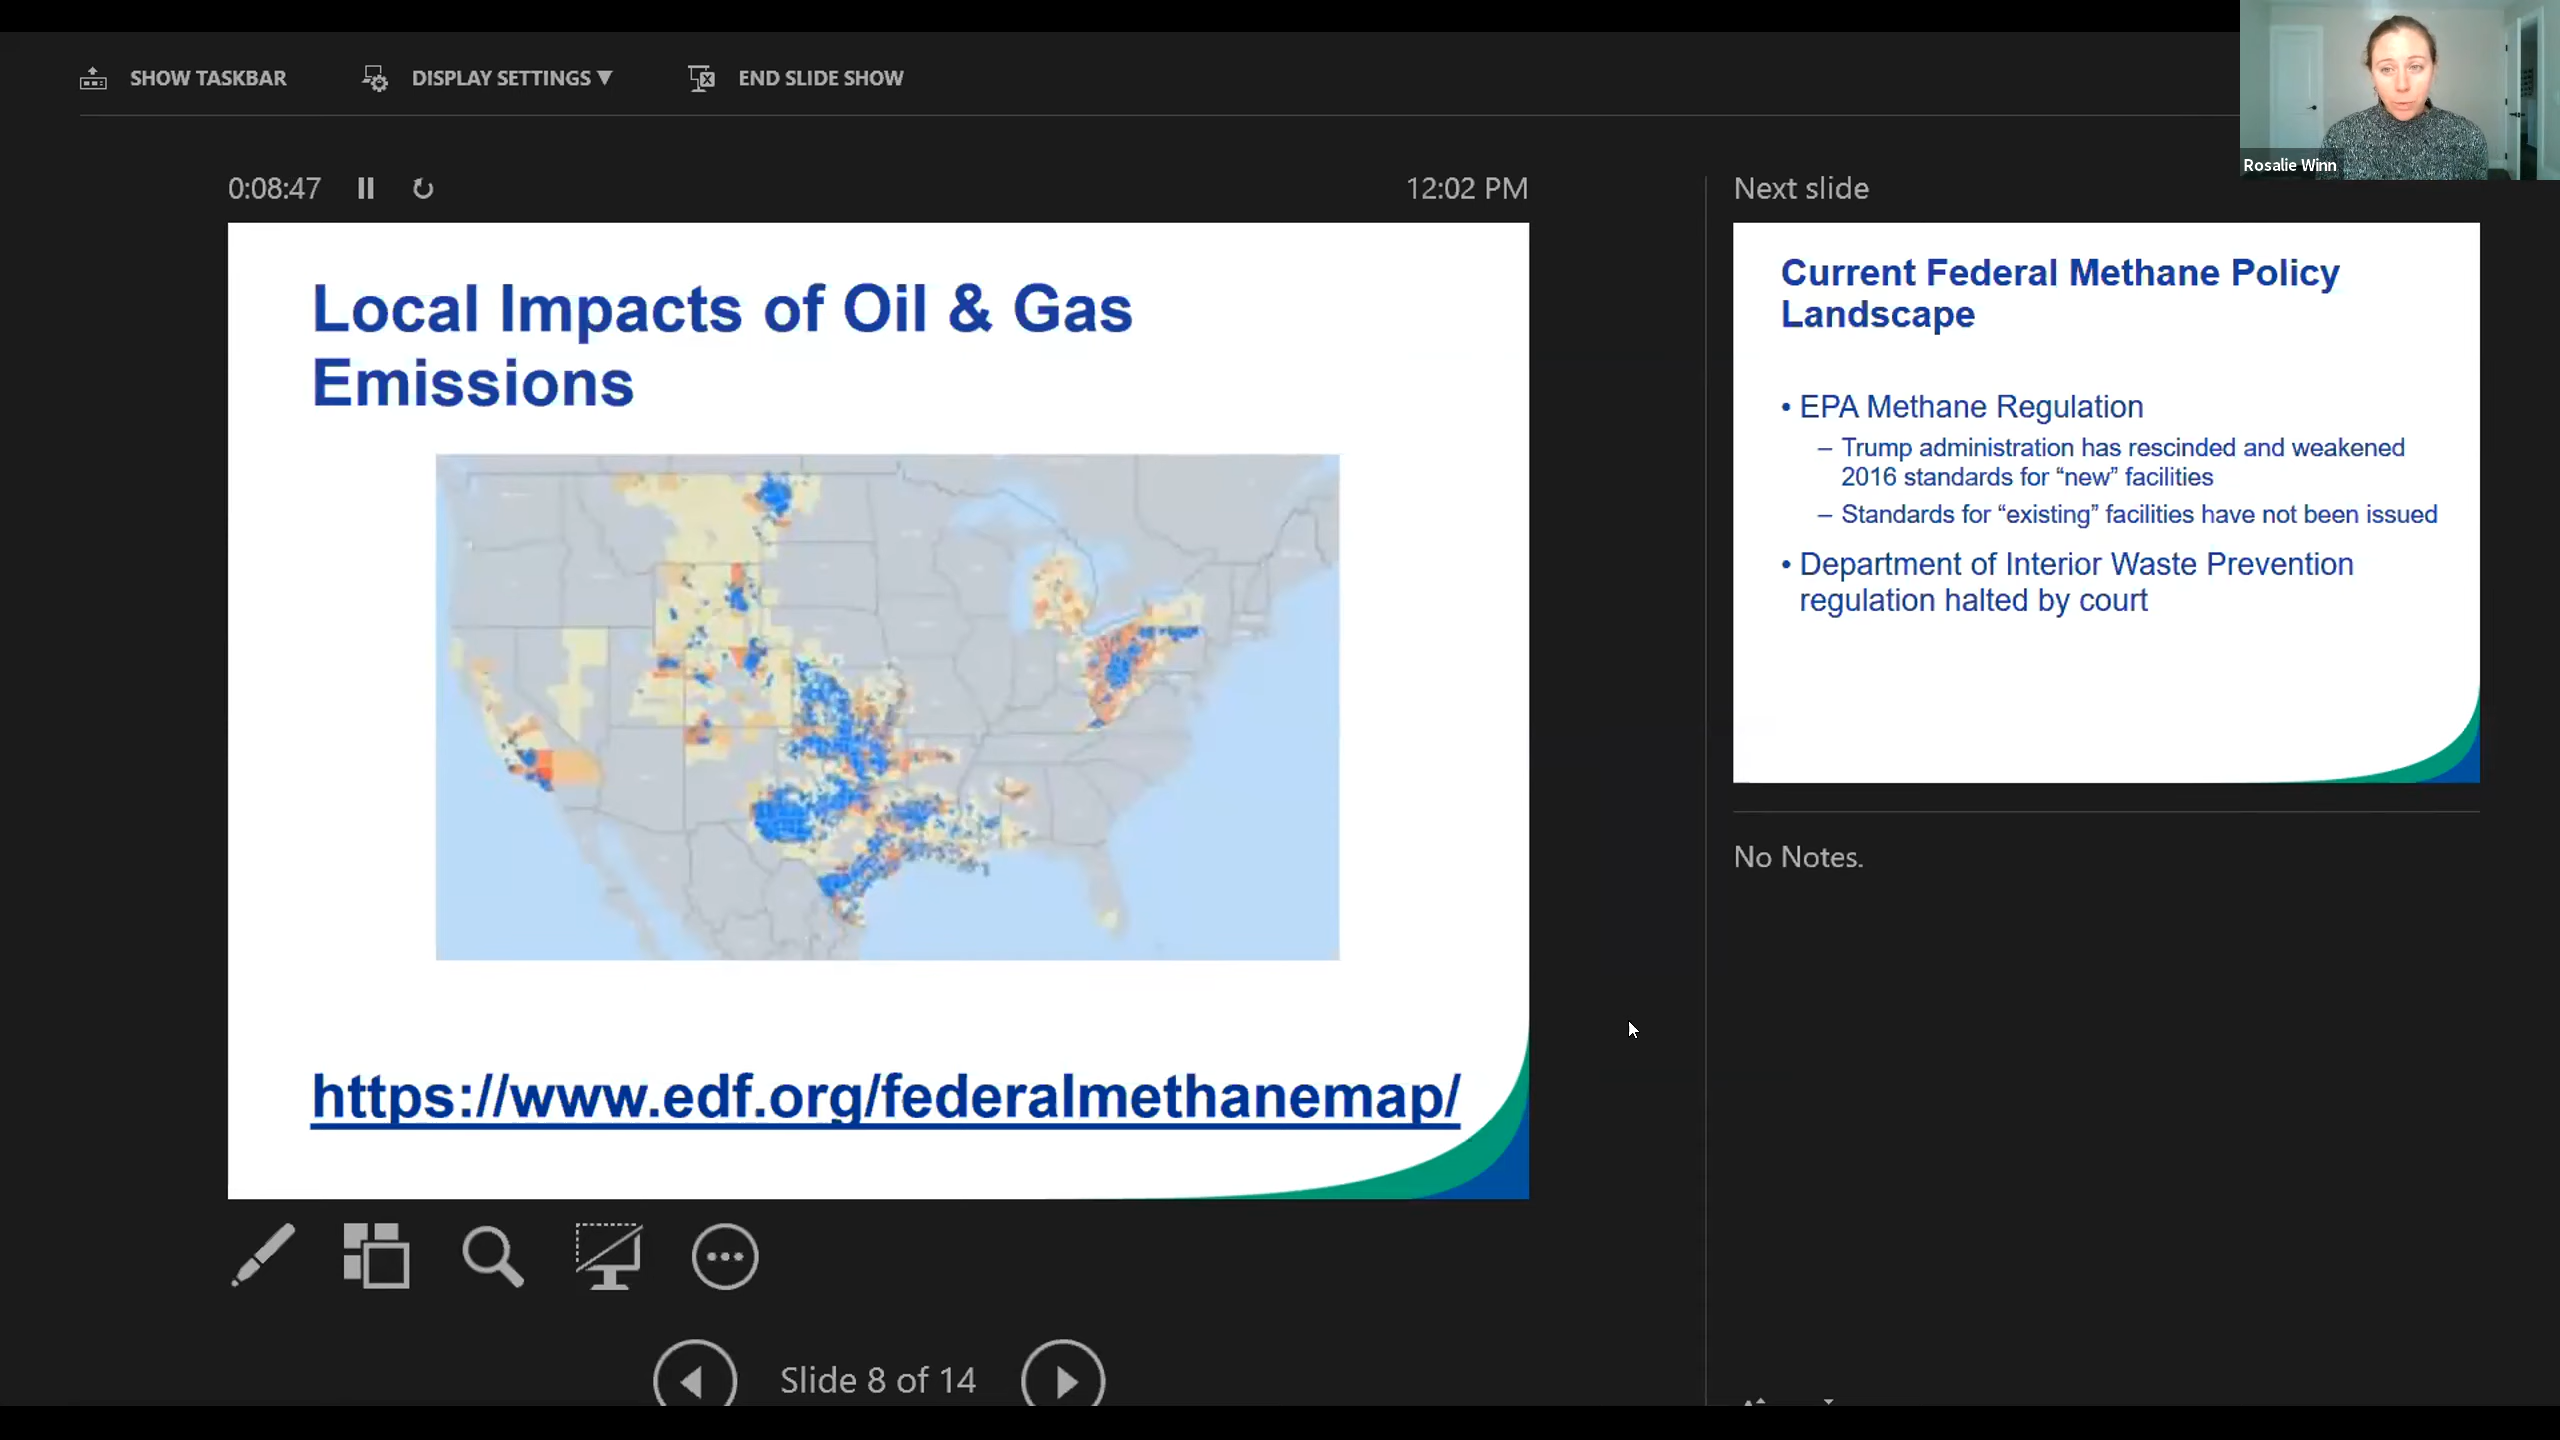 SHOW TASKBAR
DISPLAY SETTINGS ▼
END SLIDE SHOW
Rosalie Winn
0:08:47
12:02 PM
Next slide
Local Impacts of Oil & Gas
Emissions
https://www.edf.org/federalmethanemap/
Current Federal Methane Policy
Landscape
• EPA Methane Regulation
– Trump administration has rescinded and weakened
2016 standards for “new” facilities
– Standards for “existing” facilities have not been issued
• Department of Interior Waste Prevention
regulation halted by court
No Notes.
Slide 8 of 14